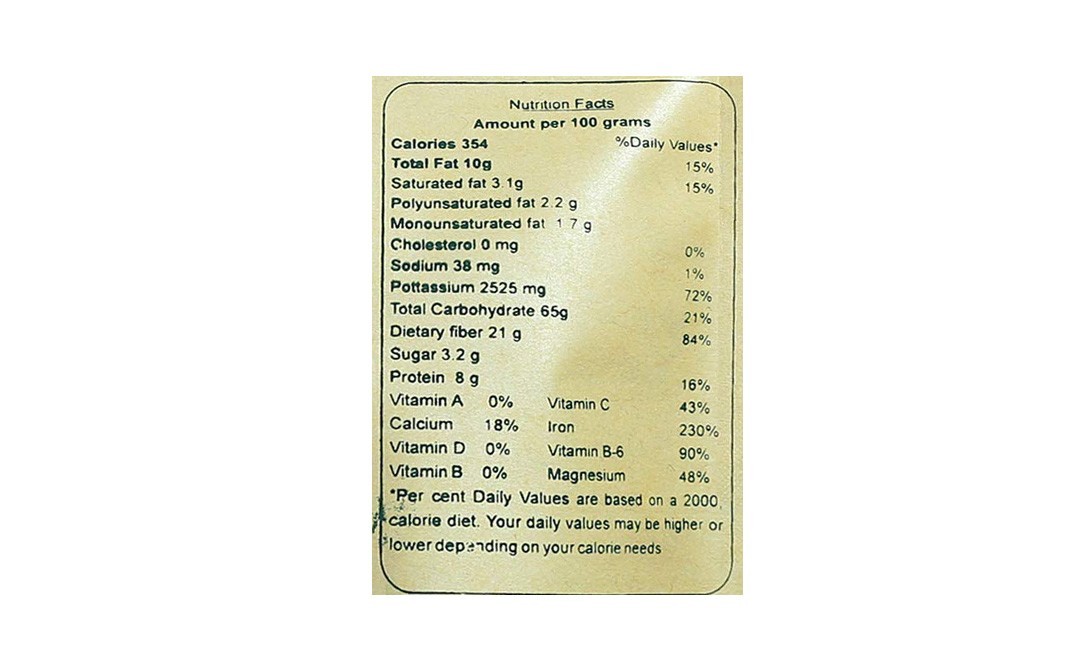 Nutrition Facts
Amount per 100 grams
Calories 354 %Daily Values*
Total Fat 10g 15%
Saturated fat 3.1g 15%
Polyunsaturated fat 2.2 g
Monounsaturated fat 1 7 g
Cholesterol 0 mg 0%
Sodium 38 mg 1%
Pottassium 2525 mg 72%
Total Carbohydrate 65g 21%
Dietary fiber 21 g 84%
Sugar 3.2 g
Protein 8 g 16%
Vitamin A 0% Vitamin C 43%
Calcium 18% Iron 230%
Vitamin D 0% Vitamin B-6 90%
Vitamin B 0% Magnesium 48%
*Per cent Daily Values are based on a 2000
calorie diet. Your daily values may be higher or
lower depending on your calorie needs